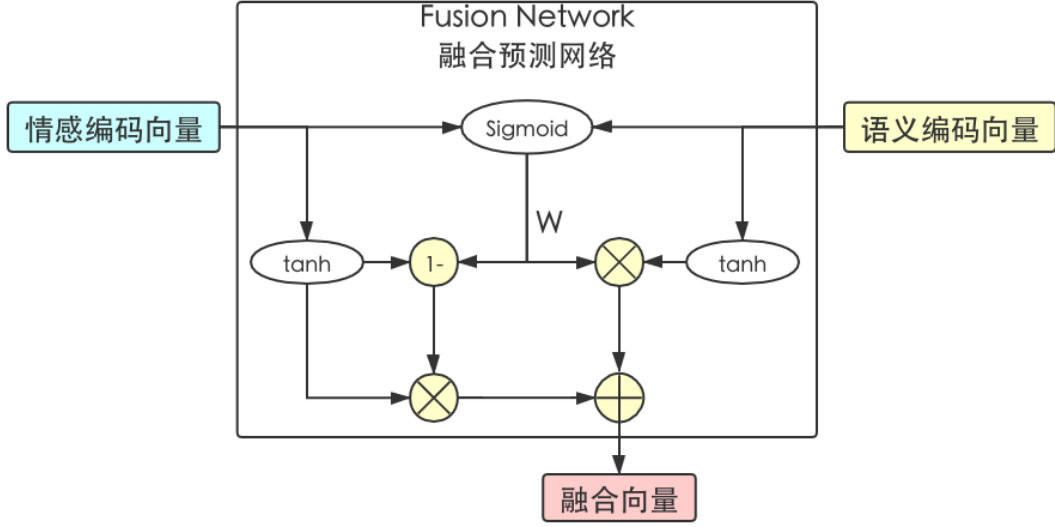 Fusion Network
融合预测网络
情感编码向量
Sigmoid
语义编码向量
W
tanh
1-
tanh
融合向量